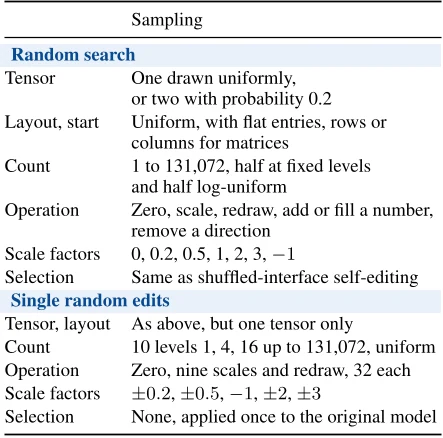 Sampling
Random search
Tensor One drawn uniformly,
or two with probability 0.2
Layout, start Uniform, with flat entries, rows or
columns for matrices
Count 1 to 131,072, half at fixed levels
and half log-uniform
Operation Zero, scale, redraw, add or fill a number,
remove a direction
Scale factors 0, 0.2, 0.5, 1, 2, 3, −1
Selection Same as shuffled-interface self-editing
Single random edits
Tensor, layout As above, but one tensor only
Count 10 levels 1, 4, 16 up to 131,072, uniform
Operation Zero, nine scales and redraw, 32 each
Scale factors ±0.2, ±0.5, −1, ±2, ±3
Selection None, applied once to the original model